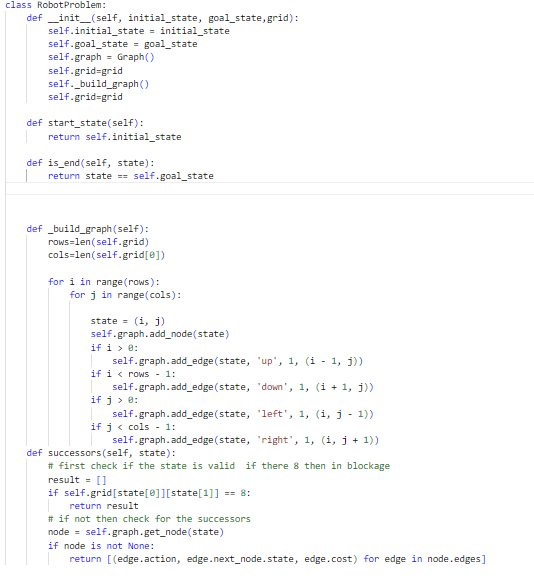 class RobotProblem:
    def __init__(self, initial_state, goal_state,grid):
        self.initial_state = initial_state
        self.goal_state = goal_state
        self.graph = Graph()
        self.grid=grid
        self._build_graph()
        self.grid=grid
    def start_state(self):
        return self.initial_state
    def is_end(self, state):
        return state == self.goal_state
    def _build_graph(self):
        rows=len(self.grid)
        cols=len(self.grid[0])
        for i in range(rows):
            for j in range(cols):
                state = (i, j)
                self.graph.add_node(state)
                if i > 0:
                    self.graph.add_edge(state, 'up', 1, (i - 1, j))
                if i < rows - 1:
                    self.graph.add_edge(state, 'down', 1, (i + 1, j))
                if j > 0:
                    self.graph.add_edge(state, 'left', 1, (i, j - 1))
                if j < cols - 1:
                    self.graph.add_edge(state, 'right', 1, (i, j + 1))
    def successors(self, state):
        # first check if the state is valid  if there 8 then in blockage
        result = []
        if self.grid[state[0]][state[1]] == 8:
            return result
        # if not then check for the successors
        node = self.graph.get_node(state)
        if node is not None:
            return [(edge.action, edge.next_node.state, edge.cost) for edge in node.edges]